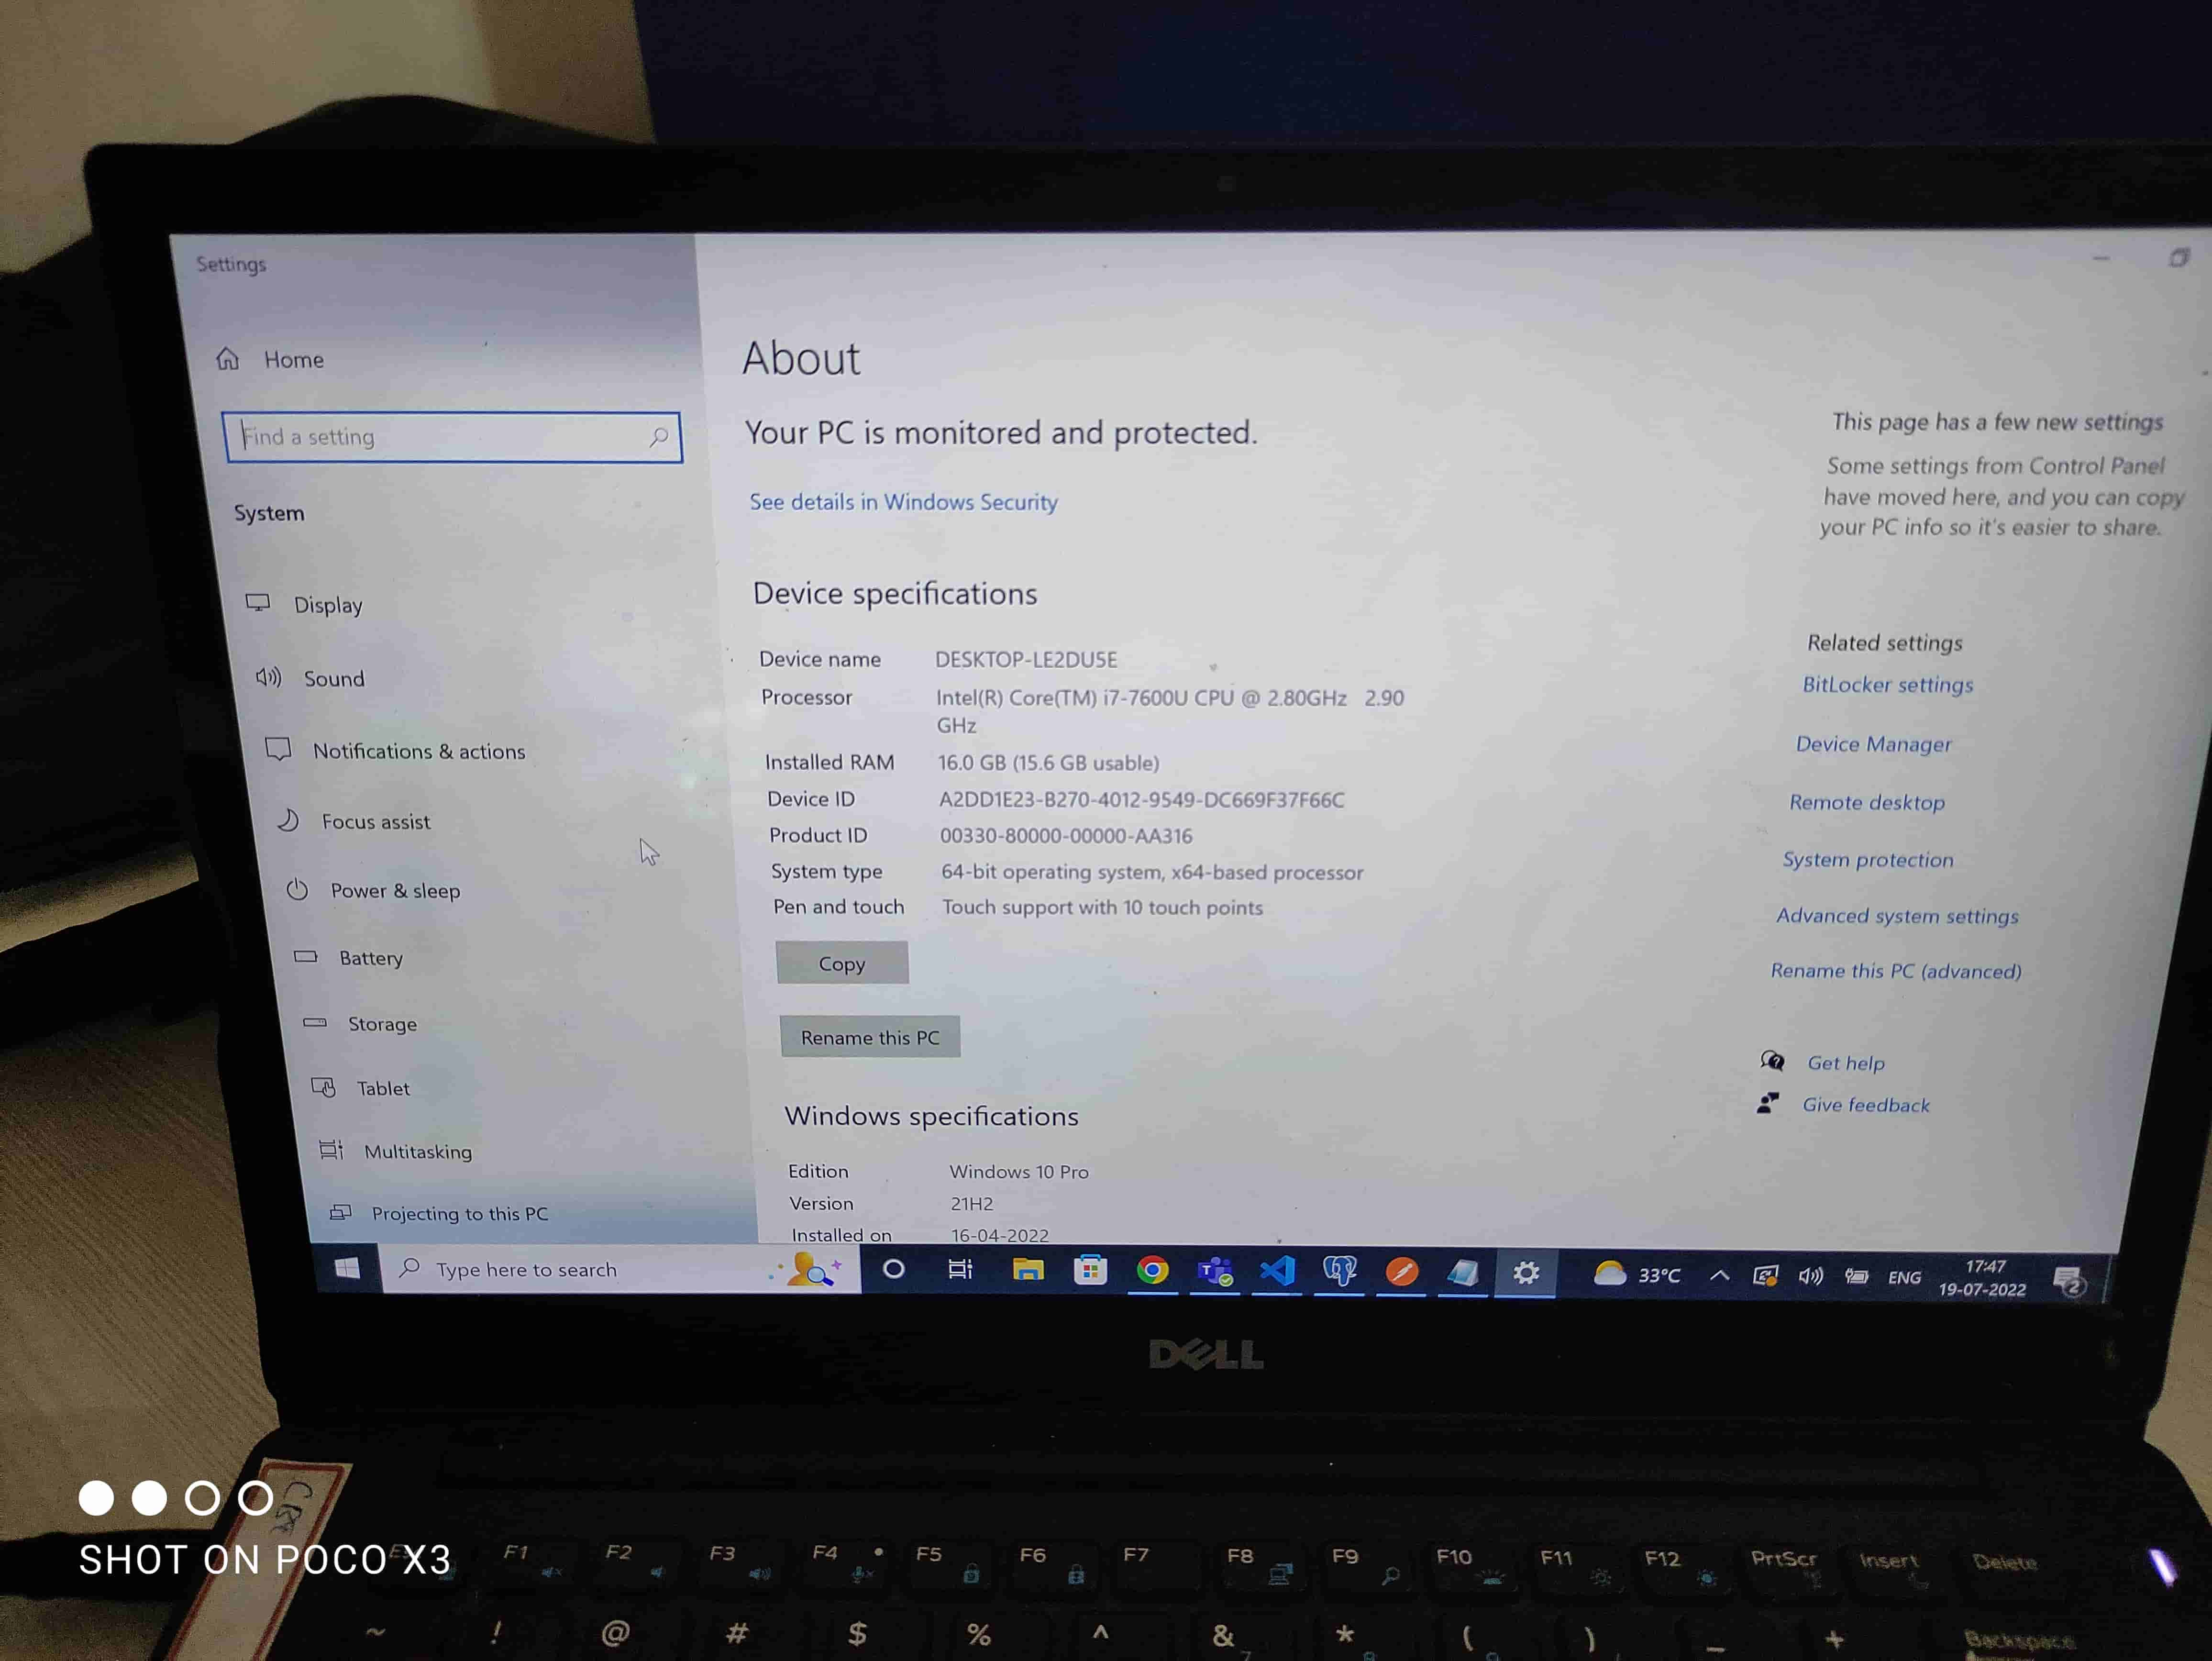 Settings
Home
Find a setting
System
Display
Sound
Notifications & actions
Focus assist
Power & sleep
Battery
Storage
Tablet
Multitasking
Projecting to this PC
About
Your PC is monitored and protected.
See details in Windows Security
Device specifications
Device name DESKTOP-LE2DU5E
Processor Intel(R) Core(TM) i7-7600U CPU @ 2.80GHz 2.90
GHz
Installed RAM 16.0 GB (15.6 GB usable)
Device ID A2DD1E23-B270-4012-9549-DC669F37F66C
Product ID 00330-80000-00000-AA316
System type 64-bit operating system, x64-based processor
Pen and touch Touch support with 10 touch points
Copy
Rename this PC
Windows specifications
Edition Windows 10 Pro
Version 21H2
Installed on 16-04-2022
This page has a few new settings
Some settings from Control Panel
have moved here, and you can copy
your PC info so it's easier to share.
Related settings
BitLocker settings
Device Manager
Remote desktop
System protection
Advanced system settings
Rename this PC (advanced)
Get help
Give feedback
Type here to search
33°C
ENG
17:47
19-07-2022
2
DELL
SHOT ON POCO X3
F1 F2 F3 F4 F5 F6 F7 F8 F9 F10 F11 F12 PrtScr Insert Delete
~ ! @ # $ % ^ & * ( ) _ + Backspace